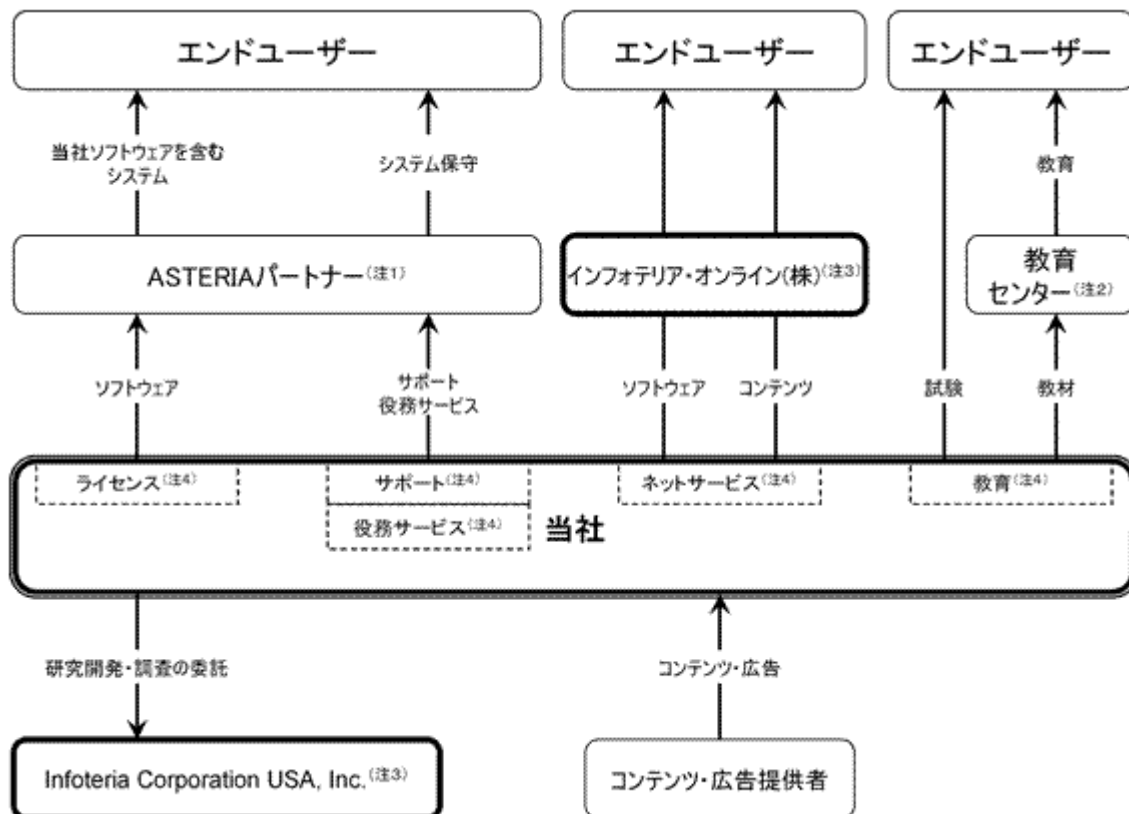 エンドユーザー
エンドユーザー
エンドユーザー
当社ソフトウェアを含む
システム
システム保守
教育
ASTERIAパートナー(注1)
インフォテリア・オンライン(株)(注3)
教育
センター(注2)
ソフトウェア
サポート
役務サービス
ソフトウェア
コンテンツ
試験
教材
ライセンス(注4)
サポート(注4)
ネットサービス(注4)
教育(注4)
役務サービス(注4)
当社
研究開発・調査の委託
コンテンツ・広告
Infoteria Corporation USA, Inc.(注3)
コンテンツ・広告提供者